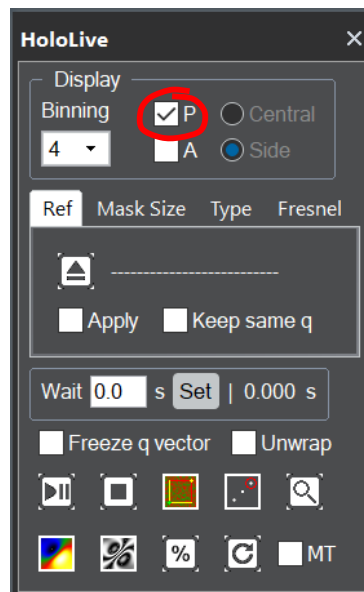 HoloLive
Display
Binning P Central
4 A Side
Ref Mask Size Type Fresnel
---------------------------
Apply Keep same q
Wait 0.0 s Set | 0.000 s
Freeze q vector Unwrap
% MT